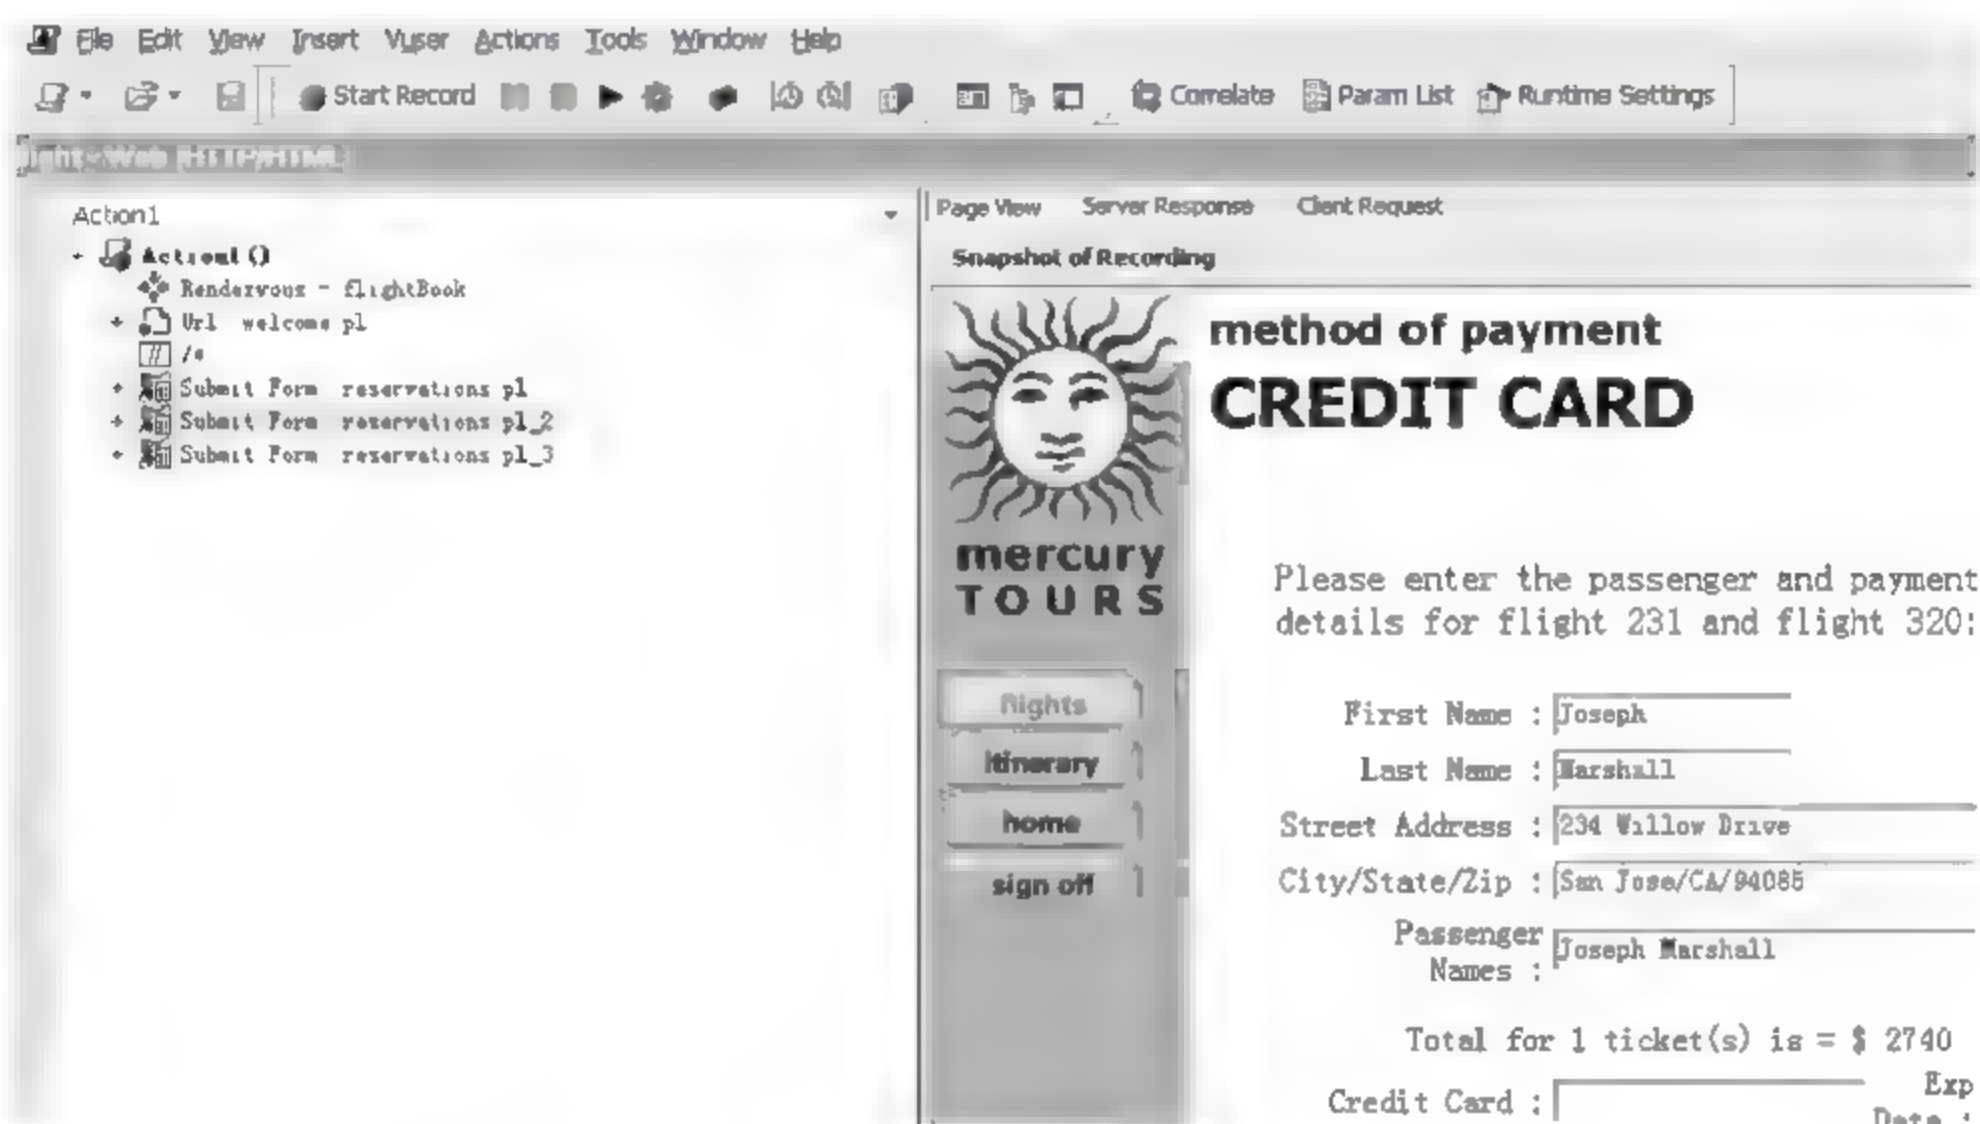 File Edit View Insert Vuser Actions Tools Window Help
Start Record Correlate Param List Runtime Settings
light - Web (HTTP/HTML)
Action1
Action1 ()
Rendezvous - flightBook
Url welcome pl
/*
Submit Form reservations pl
Submit Form reservations pl_2
Submit Form reservations pl_3
Page View Server Response Client Request
Snapshot of Recording
mercury
TOURS
flights
itinerary
home
sign off
method of payment
CREDIT CARD
Please enter the passenger and payment
details for flight 231 and flight 320:
First Name : Joseph
Last Name : Marshall
Street Address : 234 Willow Drive
City/State/Zip : San Jose/CA/94085
Passenger
Names : Joseph Marshall
Total for 1 ticket(s) is = $ 2740
Credit Card : Exp
Date :